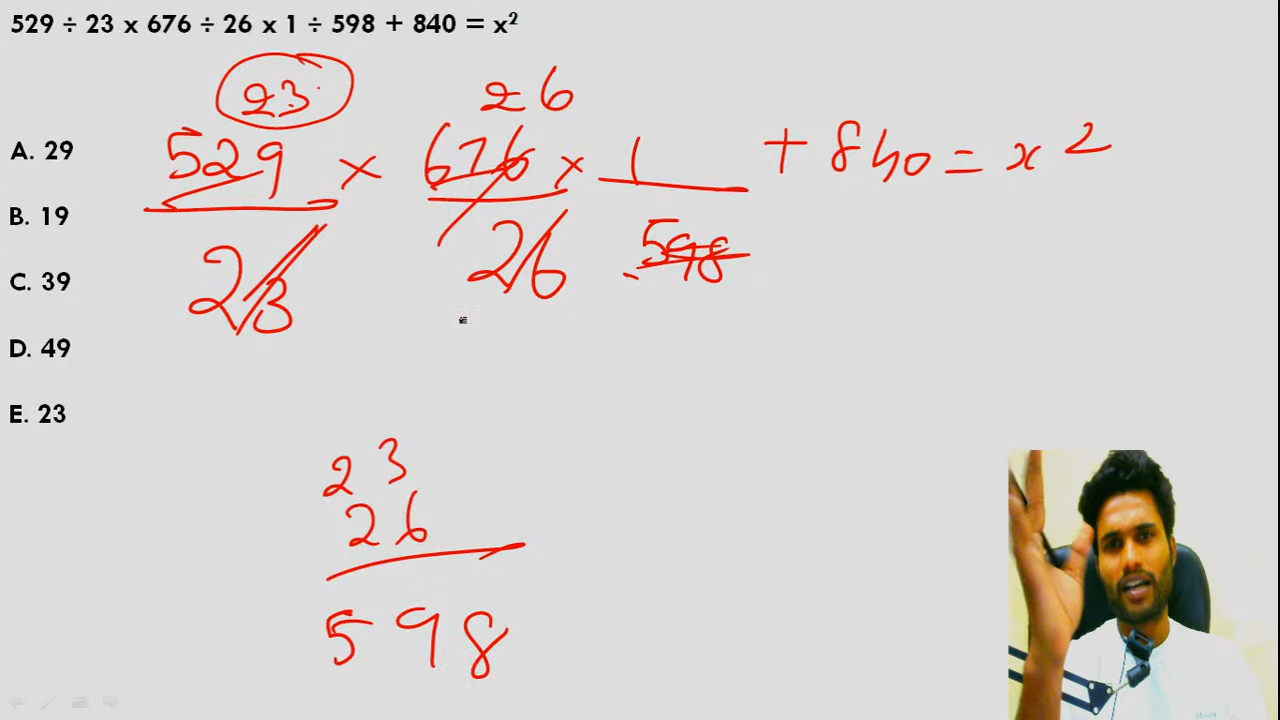 529 ÷ 23 x 676 ÷ 26 x 1 ÷ 598 + 840 = x²
23 26
529 x 676 x 1 + 840 = x²
23 26 598
A. 29
B. 19
C. 39
D. 49
E. 23
23
26
598